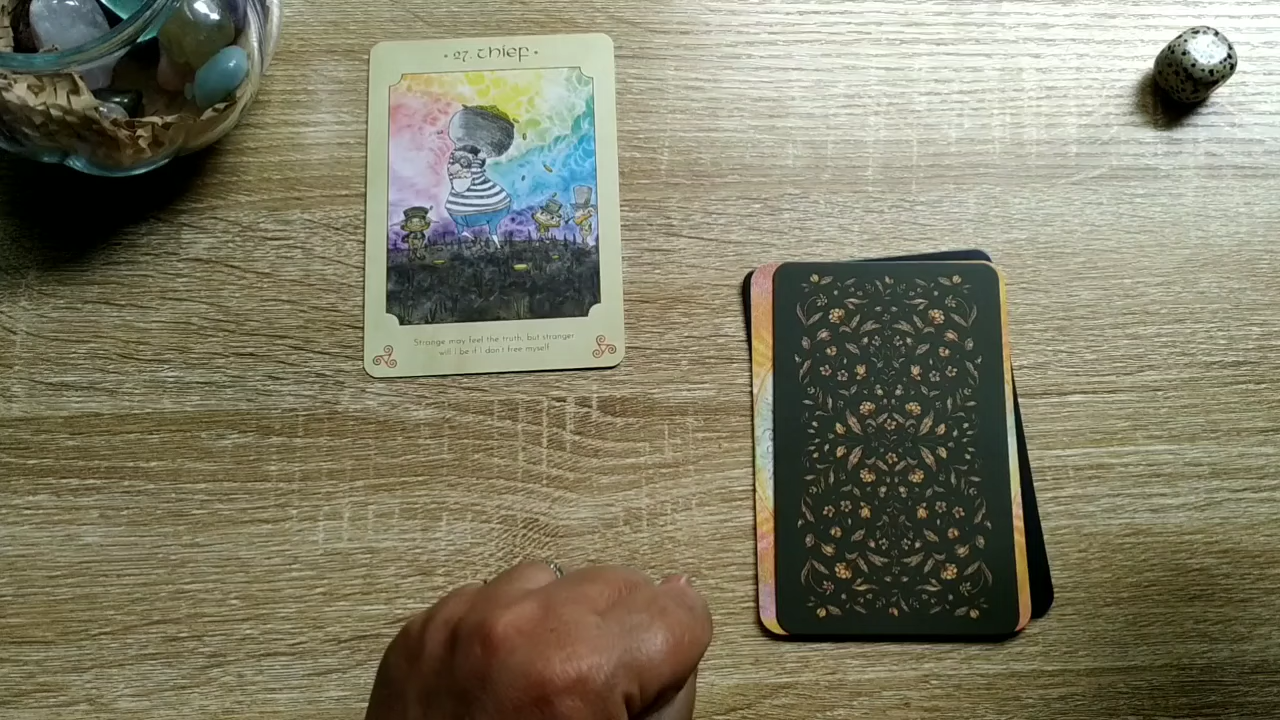 • 27. Thief •
Strange may feel the truth, but stranger
will I be if I don't free myself